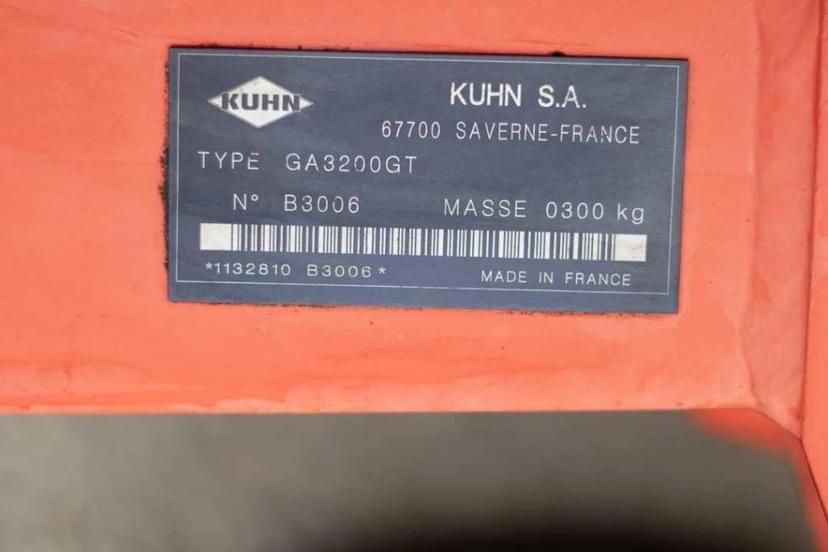 KUHN
KUHN S.A.
67700 SAVERNE-FRANCE
TYPE GA3200GT
N° B3006 MASSE 0300 kg
*1132810 B3006*
MADE IN FRANCE